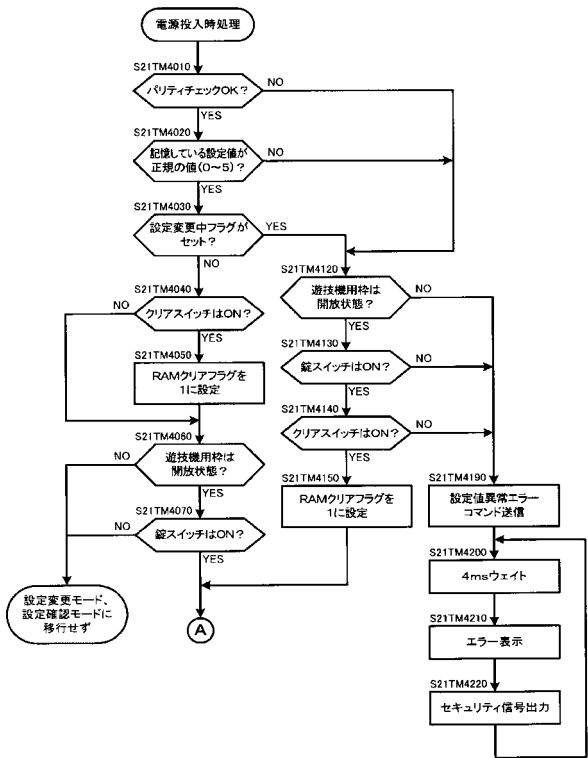 電源投入時処理
S21TM4010
パリティチェックOK?
NO
YES
S21TM4020
記憶している設定値が
正規の値(0~5)?
NO
YES
S21TM4030
設定変更中フラグが
セット?
YES
NO
S21TM4040
NO
クリアスイッチはON?
YES
S21TM4050
RAMクリアフラグを
1に設定
S21TM4060
NO
遊技機用枠は
開放状態?
YES
S21TM4070
NO
錠スイッチはON?
YES
設定変更モード、
設定確認モードに
移行せず
A
S21TM4120
遊技機用枠は
開放状態?
NO
YES
S21TM4130
錠スイッチはON?
NO
YES
S21TM4140
クリアスイッチはON?
NO
YES
S21TM4150
RAMクリアフラグを
1に設定
S21TM4190
設定値異常エラー
コマンド送信
S21TM4200
4msウェイト
S21TM4210
エラー表示
S21TM4220
セキュリティ信号出力